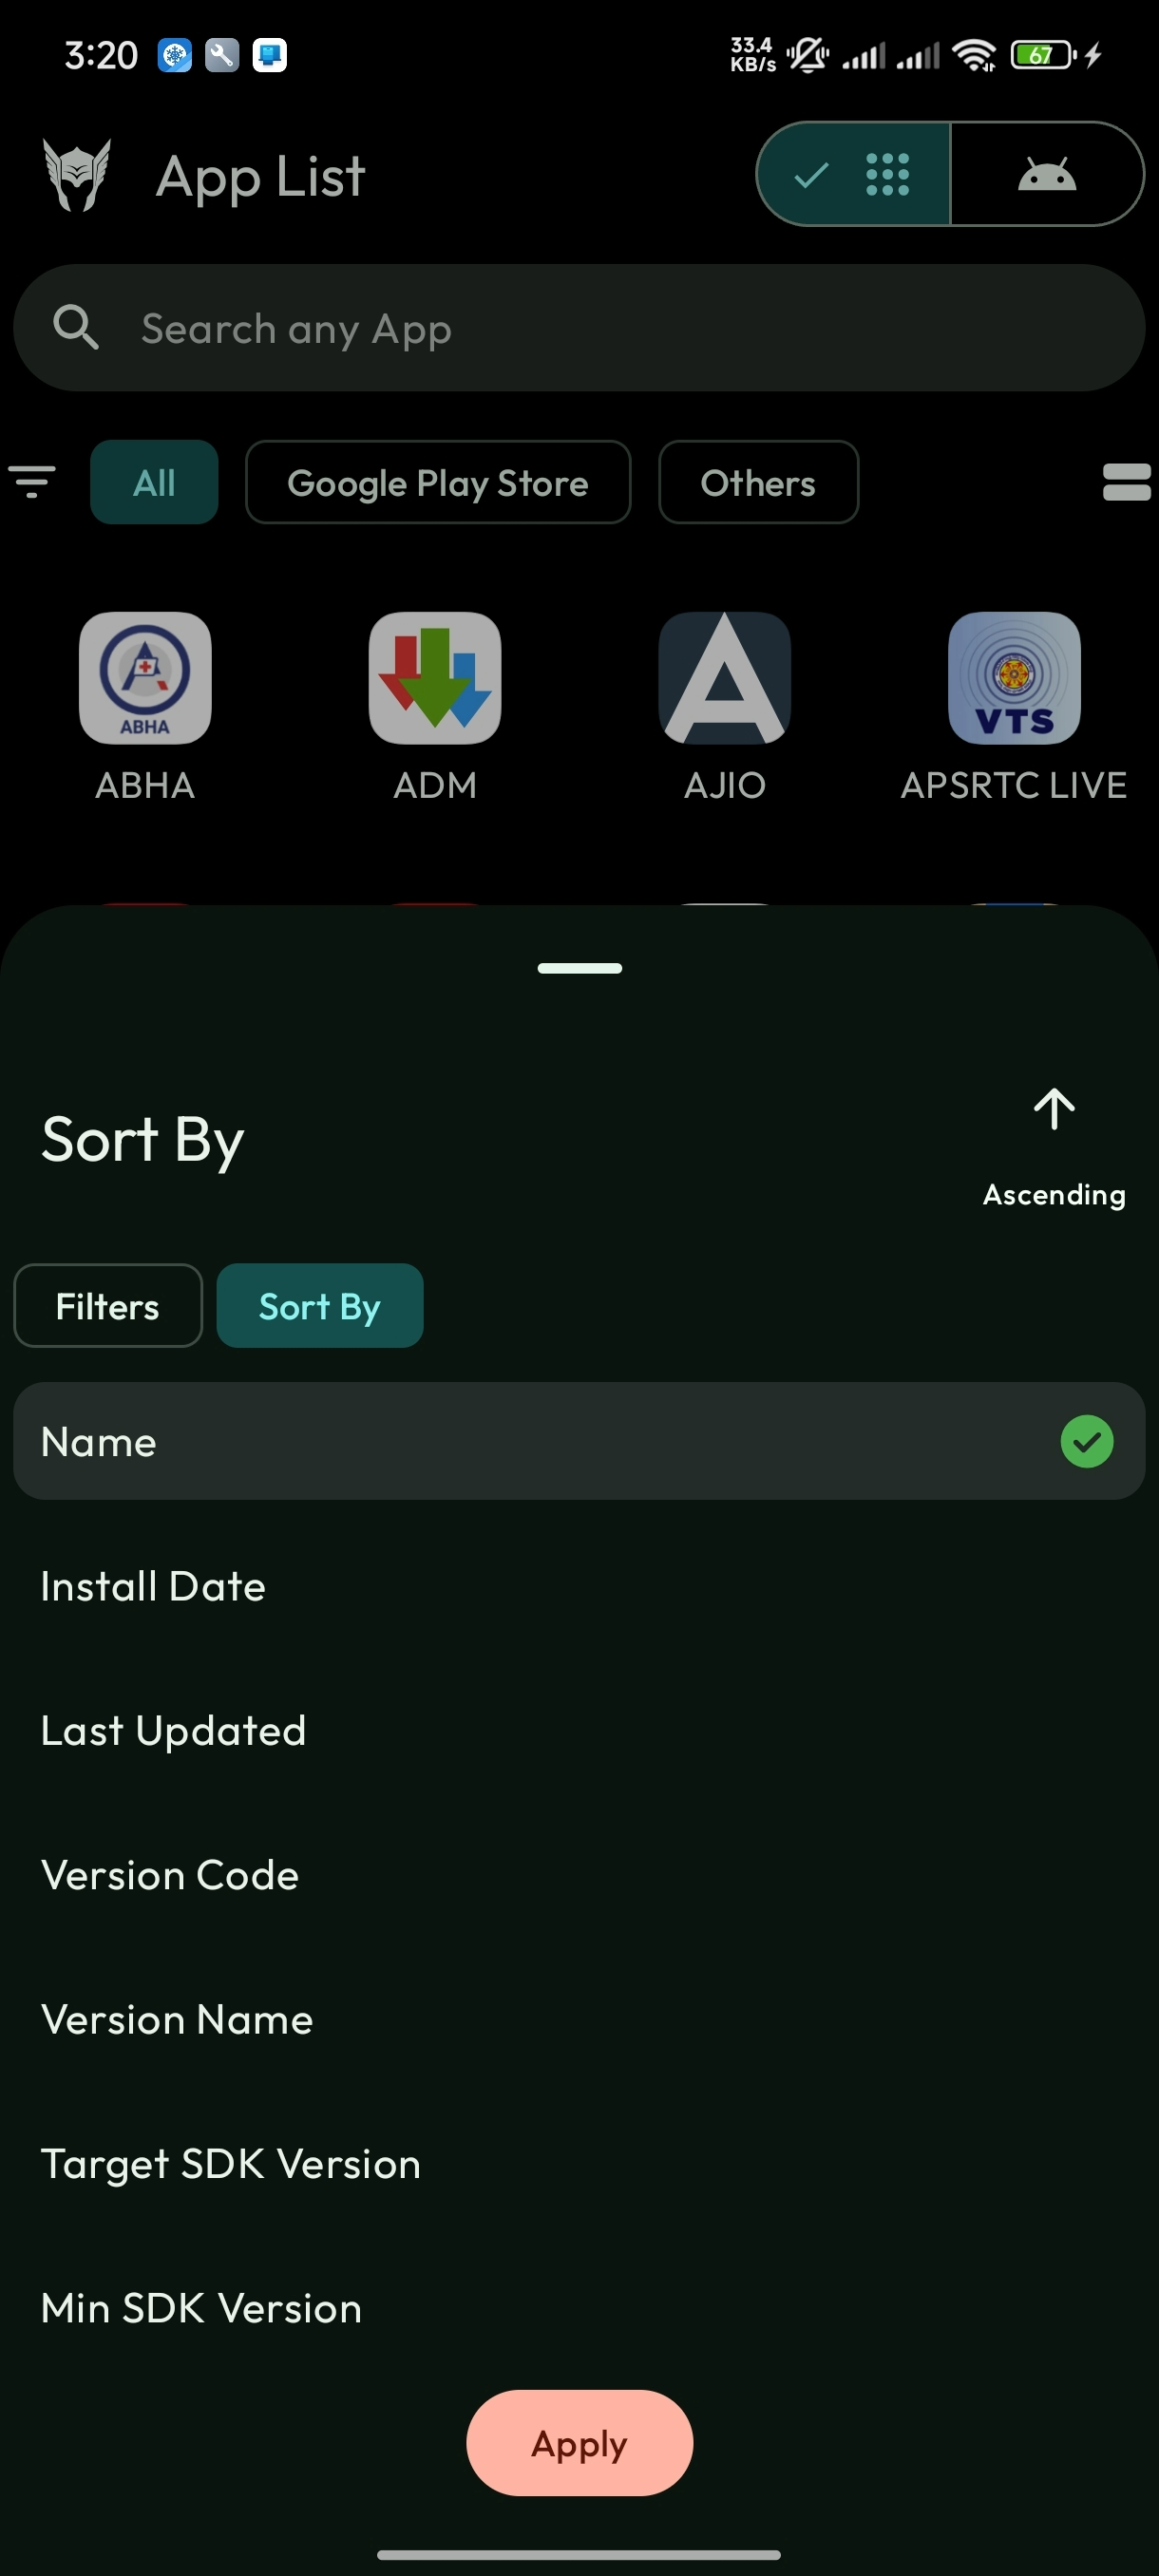 3:20
33.4
KB/s
67
App List
Search any App
All Google Play Store Others
ABHA
VTS
ABHA ADM AJIO APSRTC LIVE
Sort By
Ascending
Filters Sort By
Name
Install Date
Last Updated
Version Code
Version Name
Target SDK Version
Min SDK Version
Apply